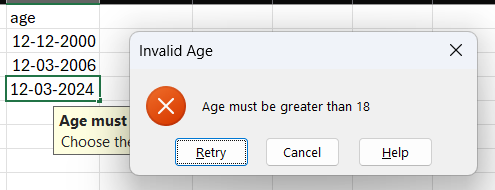 age
12-12-2000
12-03-2006
12-03-2024
Invalid Age
Age must be greater than 18
Age must
Choose the
Retry
Cancel
Help